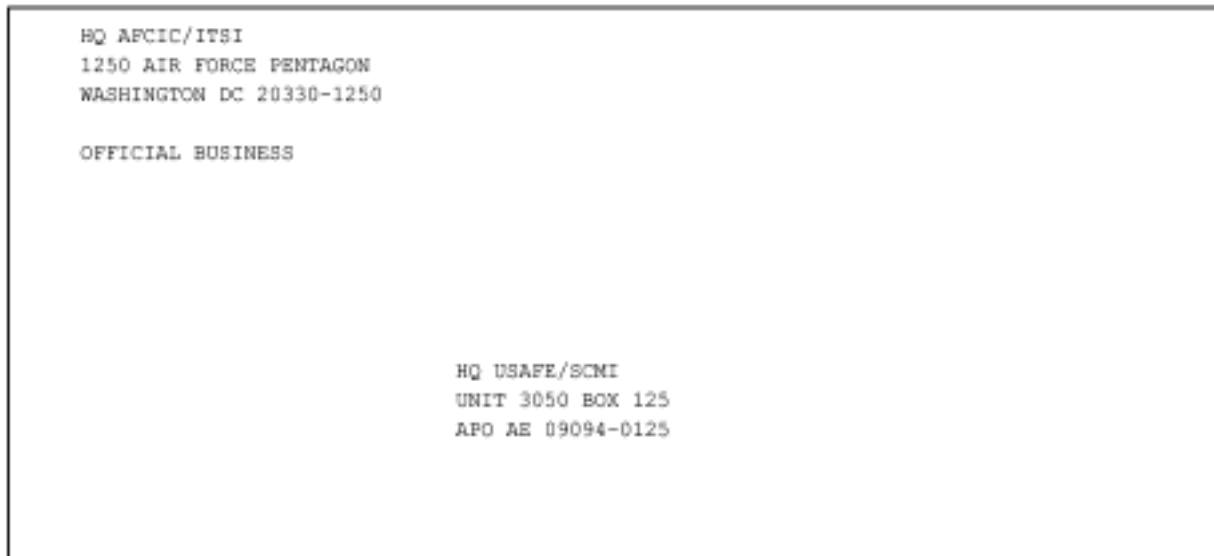 HQ AFCIC/ITSI
1250 AIR FORCE PENTAGON
WASHINGTON DC 20330-1250
OFFICIAL BUSINESS
HQ USAFE/SCMI
UNIT 3050 BOX 125
APO AE 09094-0125